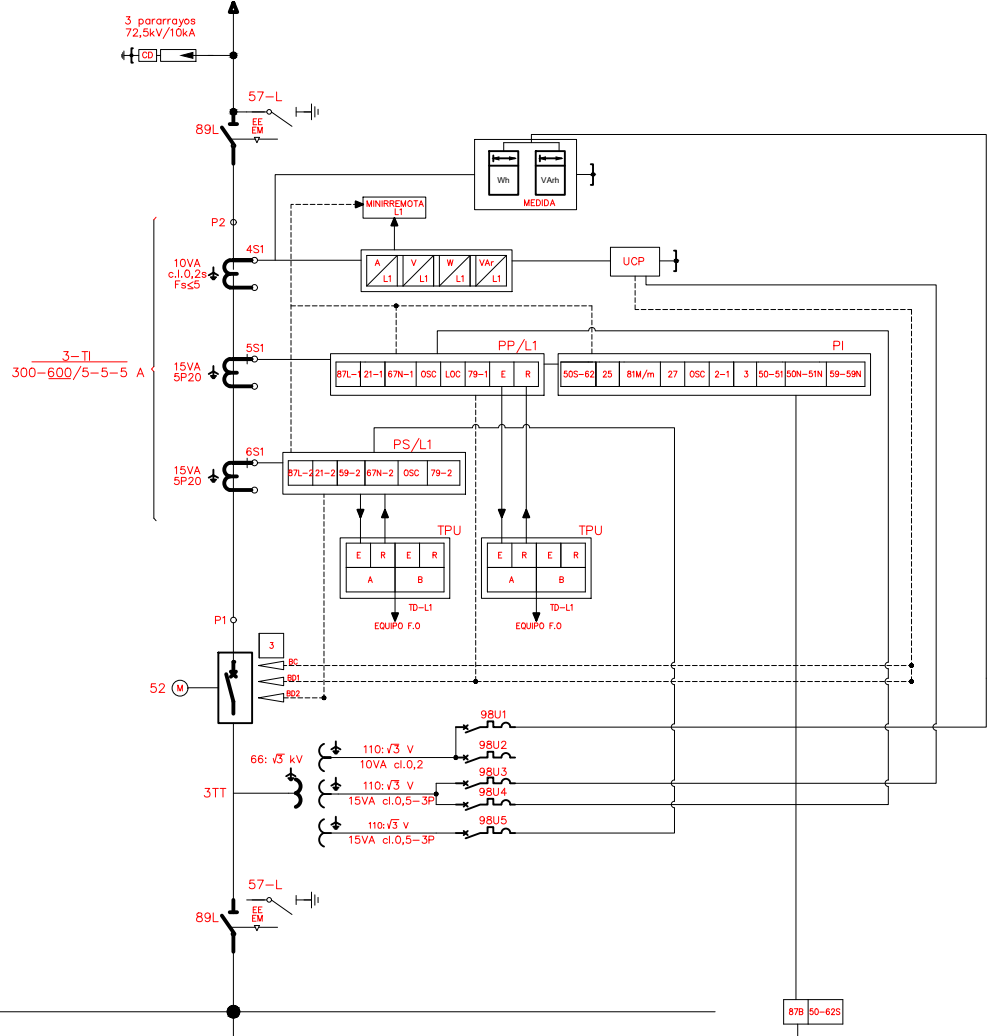 3 pararrayos
72,5kV/10kA
CD
57-L
89L
EE
EM
Wh
VArh
MEDIDA
MINIRREMOTA
L1
P2
4S1
10VA
c.l.0,2s
Fs≤5
A L1 V L1 W L1 VAr L1
UCP
3-TI
300-600/5-5-5 A
5S1
15VA
5P20
PP/L1
87L-1 21-1 67N-1 OSC LOC 79-1 E R
PI
50S-62 25 81M/m 27 OSC 2-1 3 50-51 50N-51N 59-59N
6S1
15VA
5P20
PS/L1
87L-2 21-2 59-2 67N-2 OSC 79-2
TPU
E R E R
A B
TD-L1
EQUIPO F.O
TPU
E R E R
A B
TD-L1
EQUIPO F.O
P1
3
BC
BD1
BD2
52
M
98U1
66:√3 kV
110:√3 V
10VA cl.0,2
98U2
3TT
110:√3 V
15VA cl.0,5-3P
98U3
98U4
110:√3 V
15VA cl.0,5-3P
98U5
57-L
89L
EE
EM
87B 50-62S